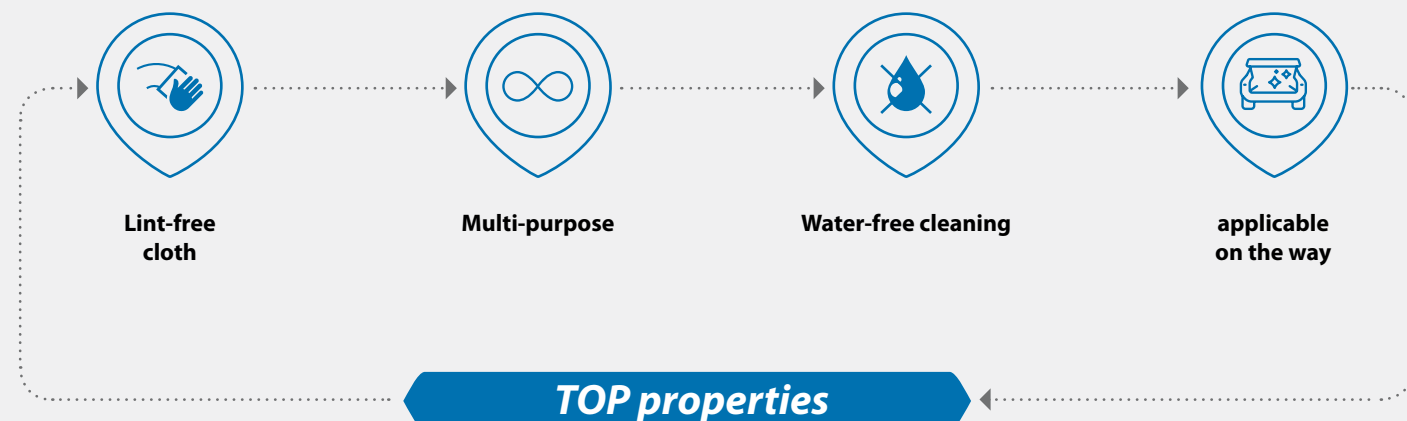 Lint-free
cloth
Multi-purpose
Water-free cleaning
applicable
on the way
TOP properties